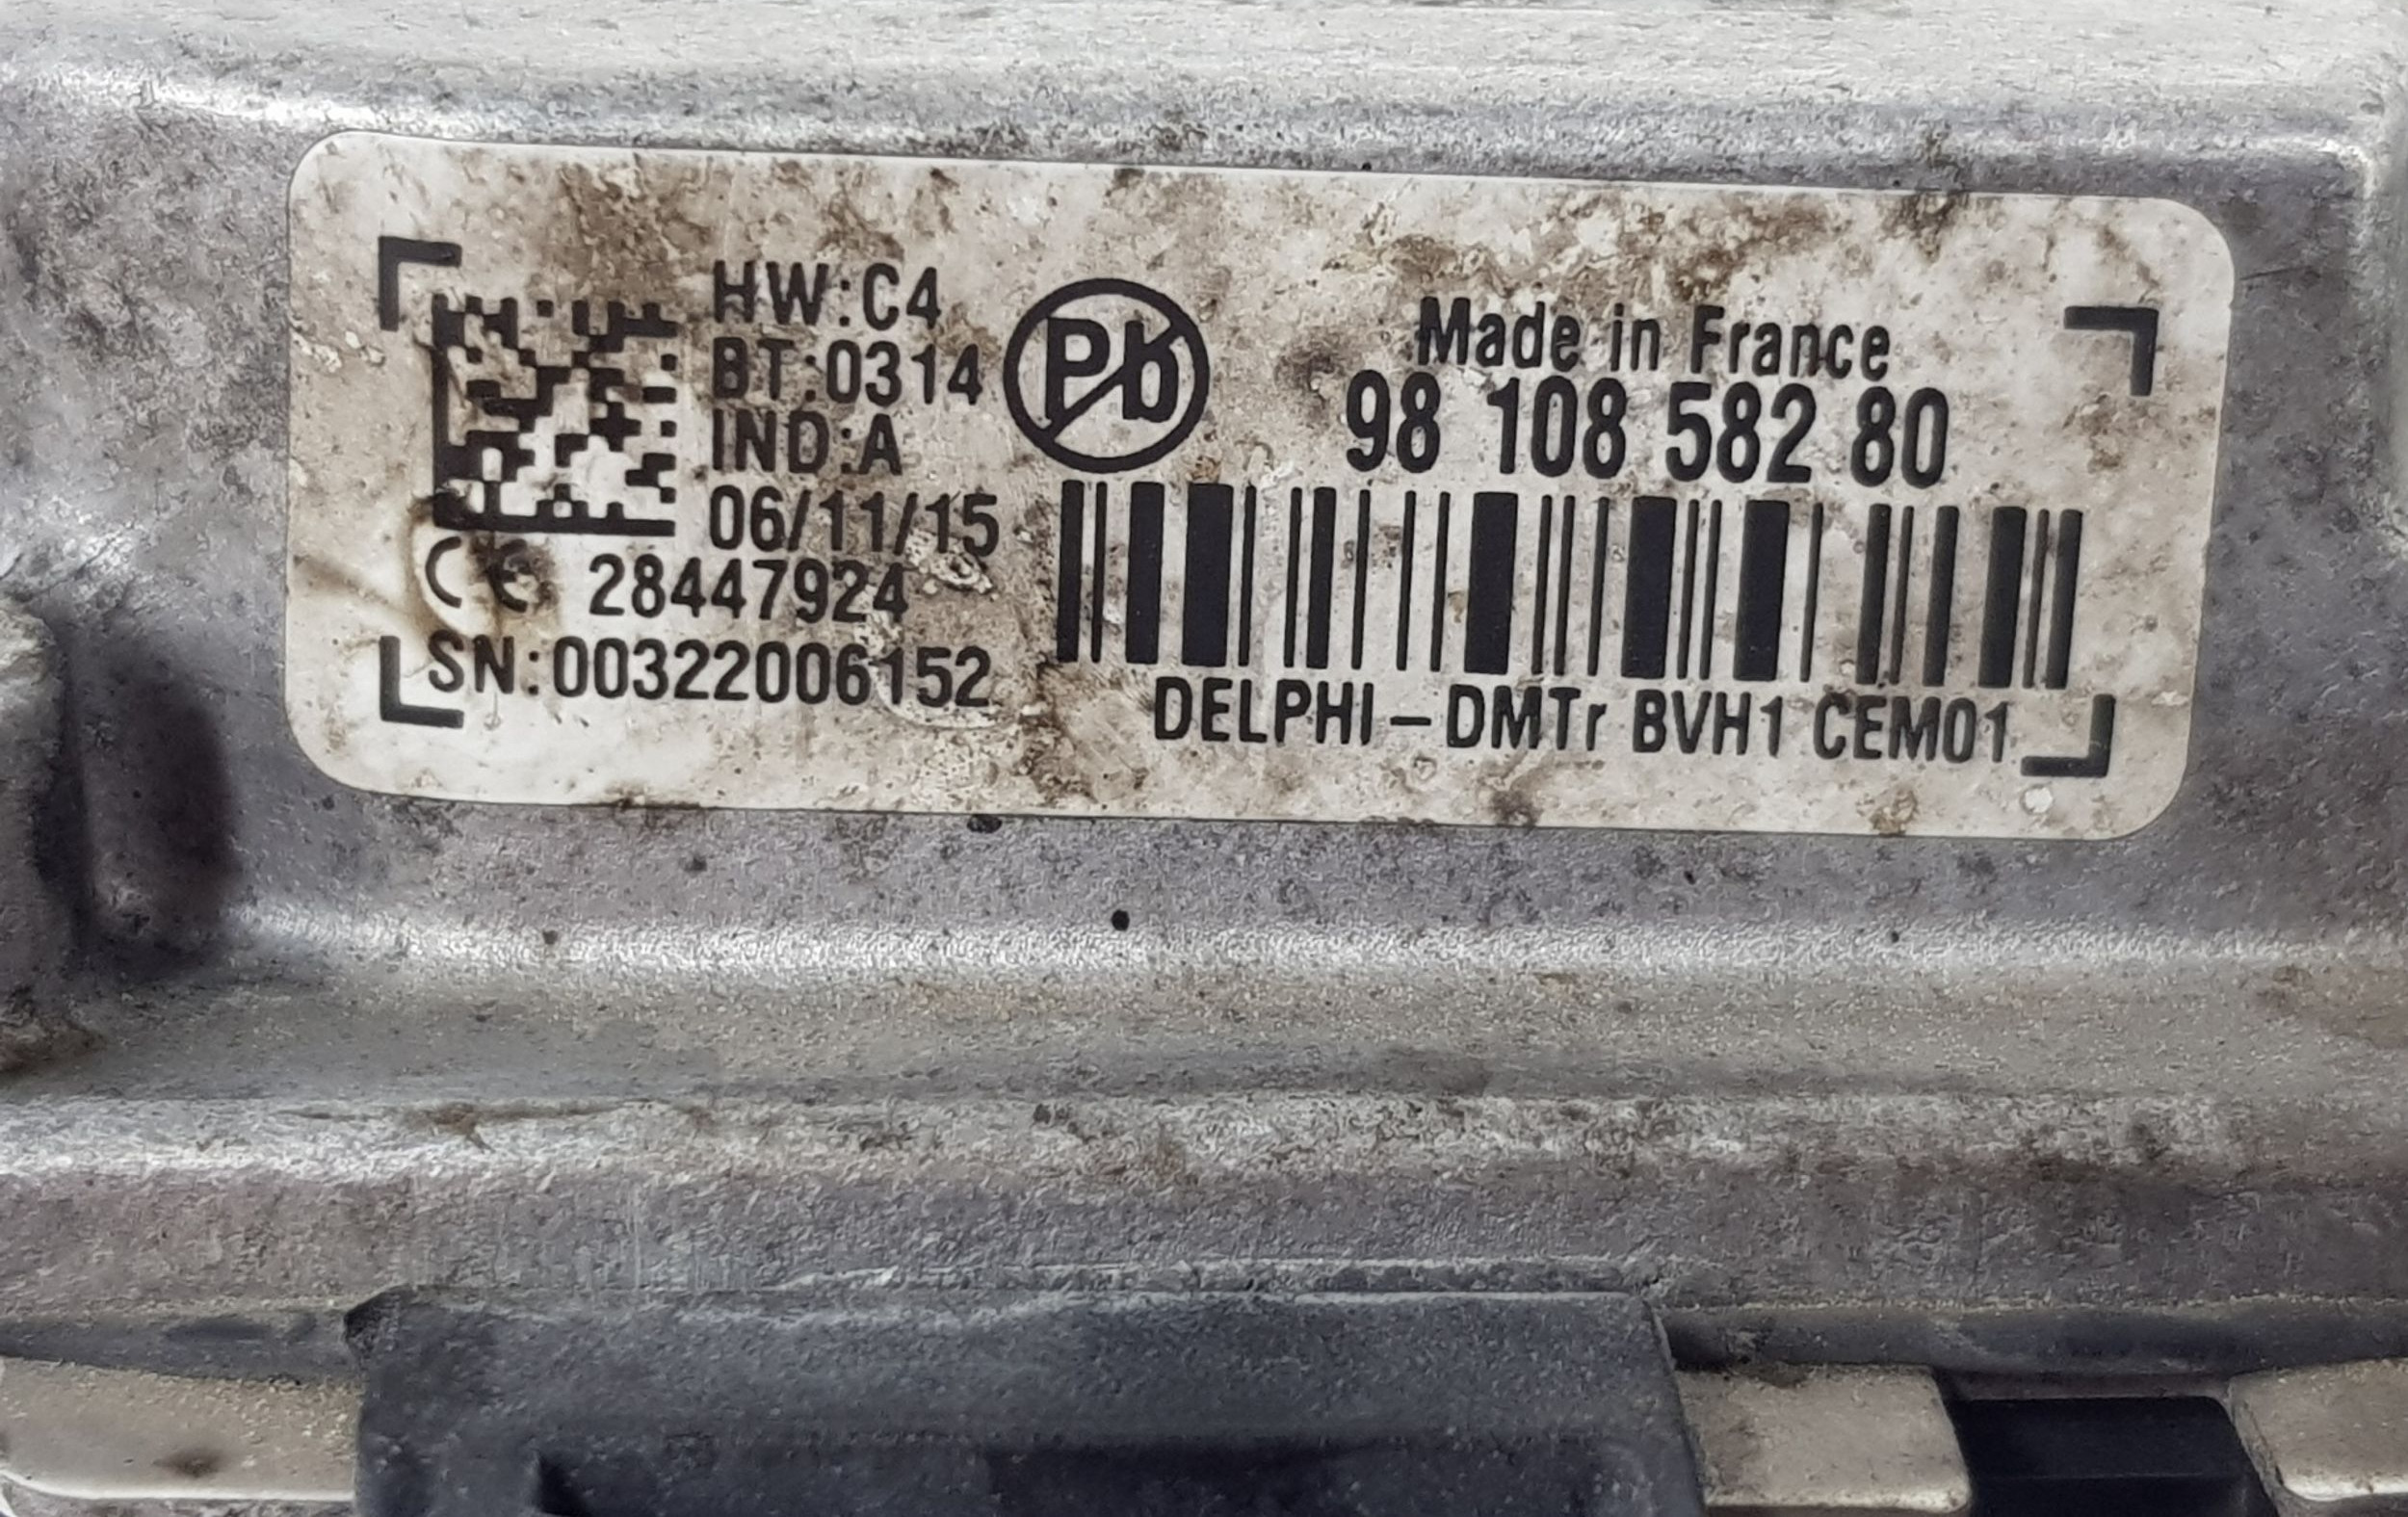 HW:C4
BT:0314
IND:A
06/11/15
CE 28447924
SN:00322006152
Pb
Made in France
98 108 582 80
DELPHI-DMTr BVH1 CEM01